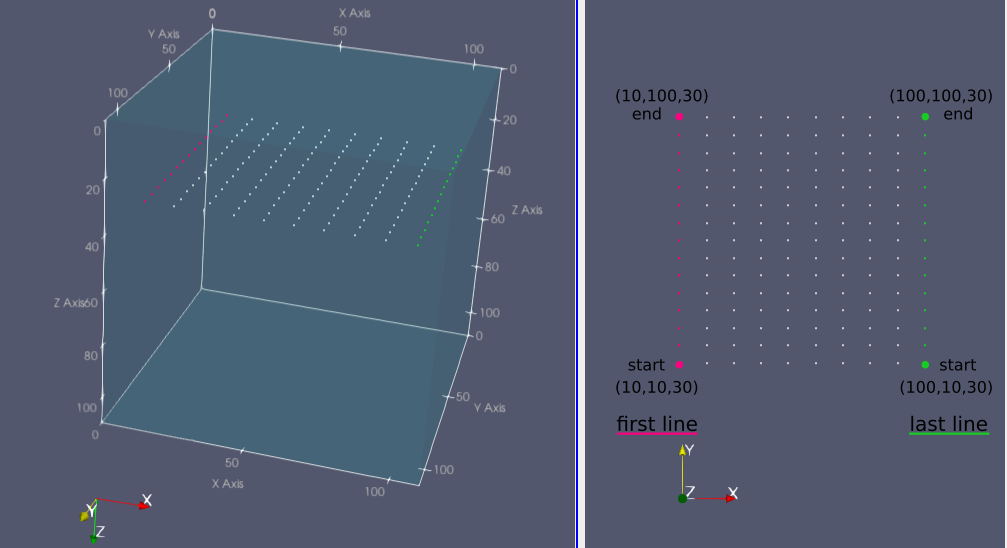 0
X Axis
Y Axis
50
50
100
0
100
0
20
20
40
40
60
Z Axis
Z Axis
60
80
80
100
100
0
0
50
Y Axis
50
X Axis
100
100
X
Y
Z
(10,100,30)
end
(100,100,30)
end
start
(10,10,30)
start
(100,10,30)
first line
last line
Y
Z
X